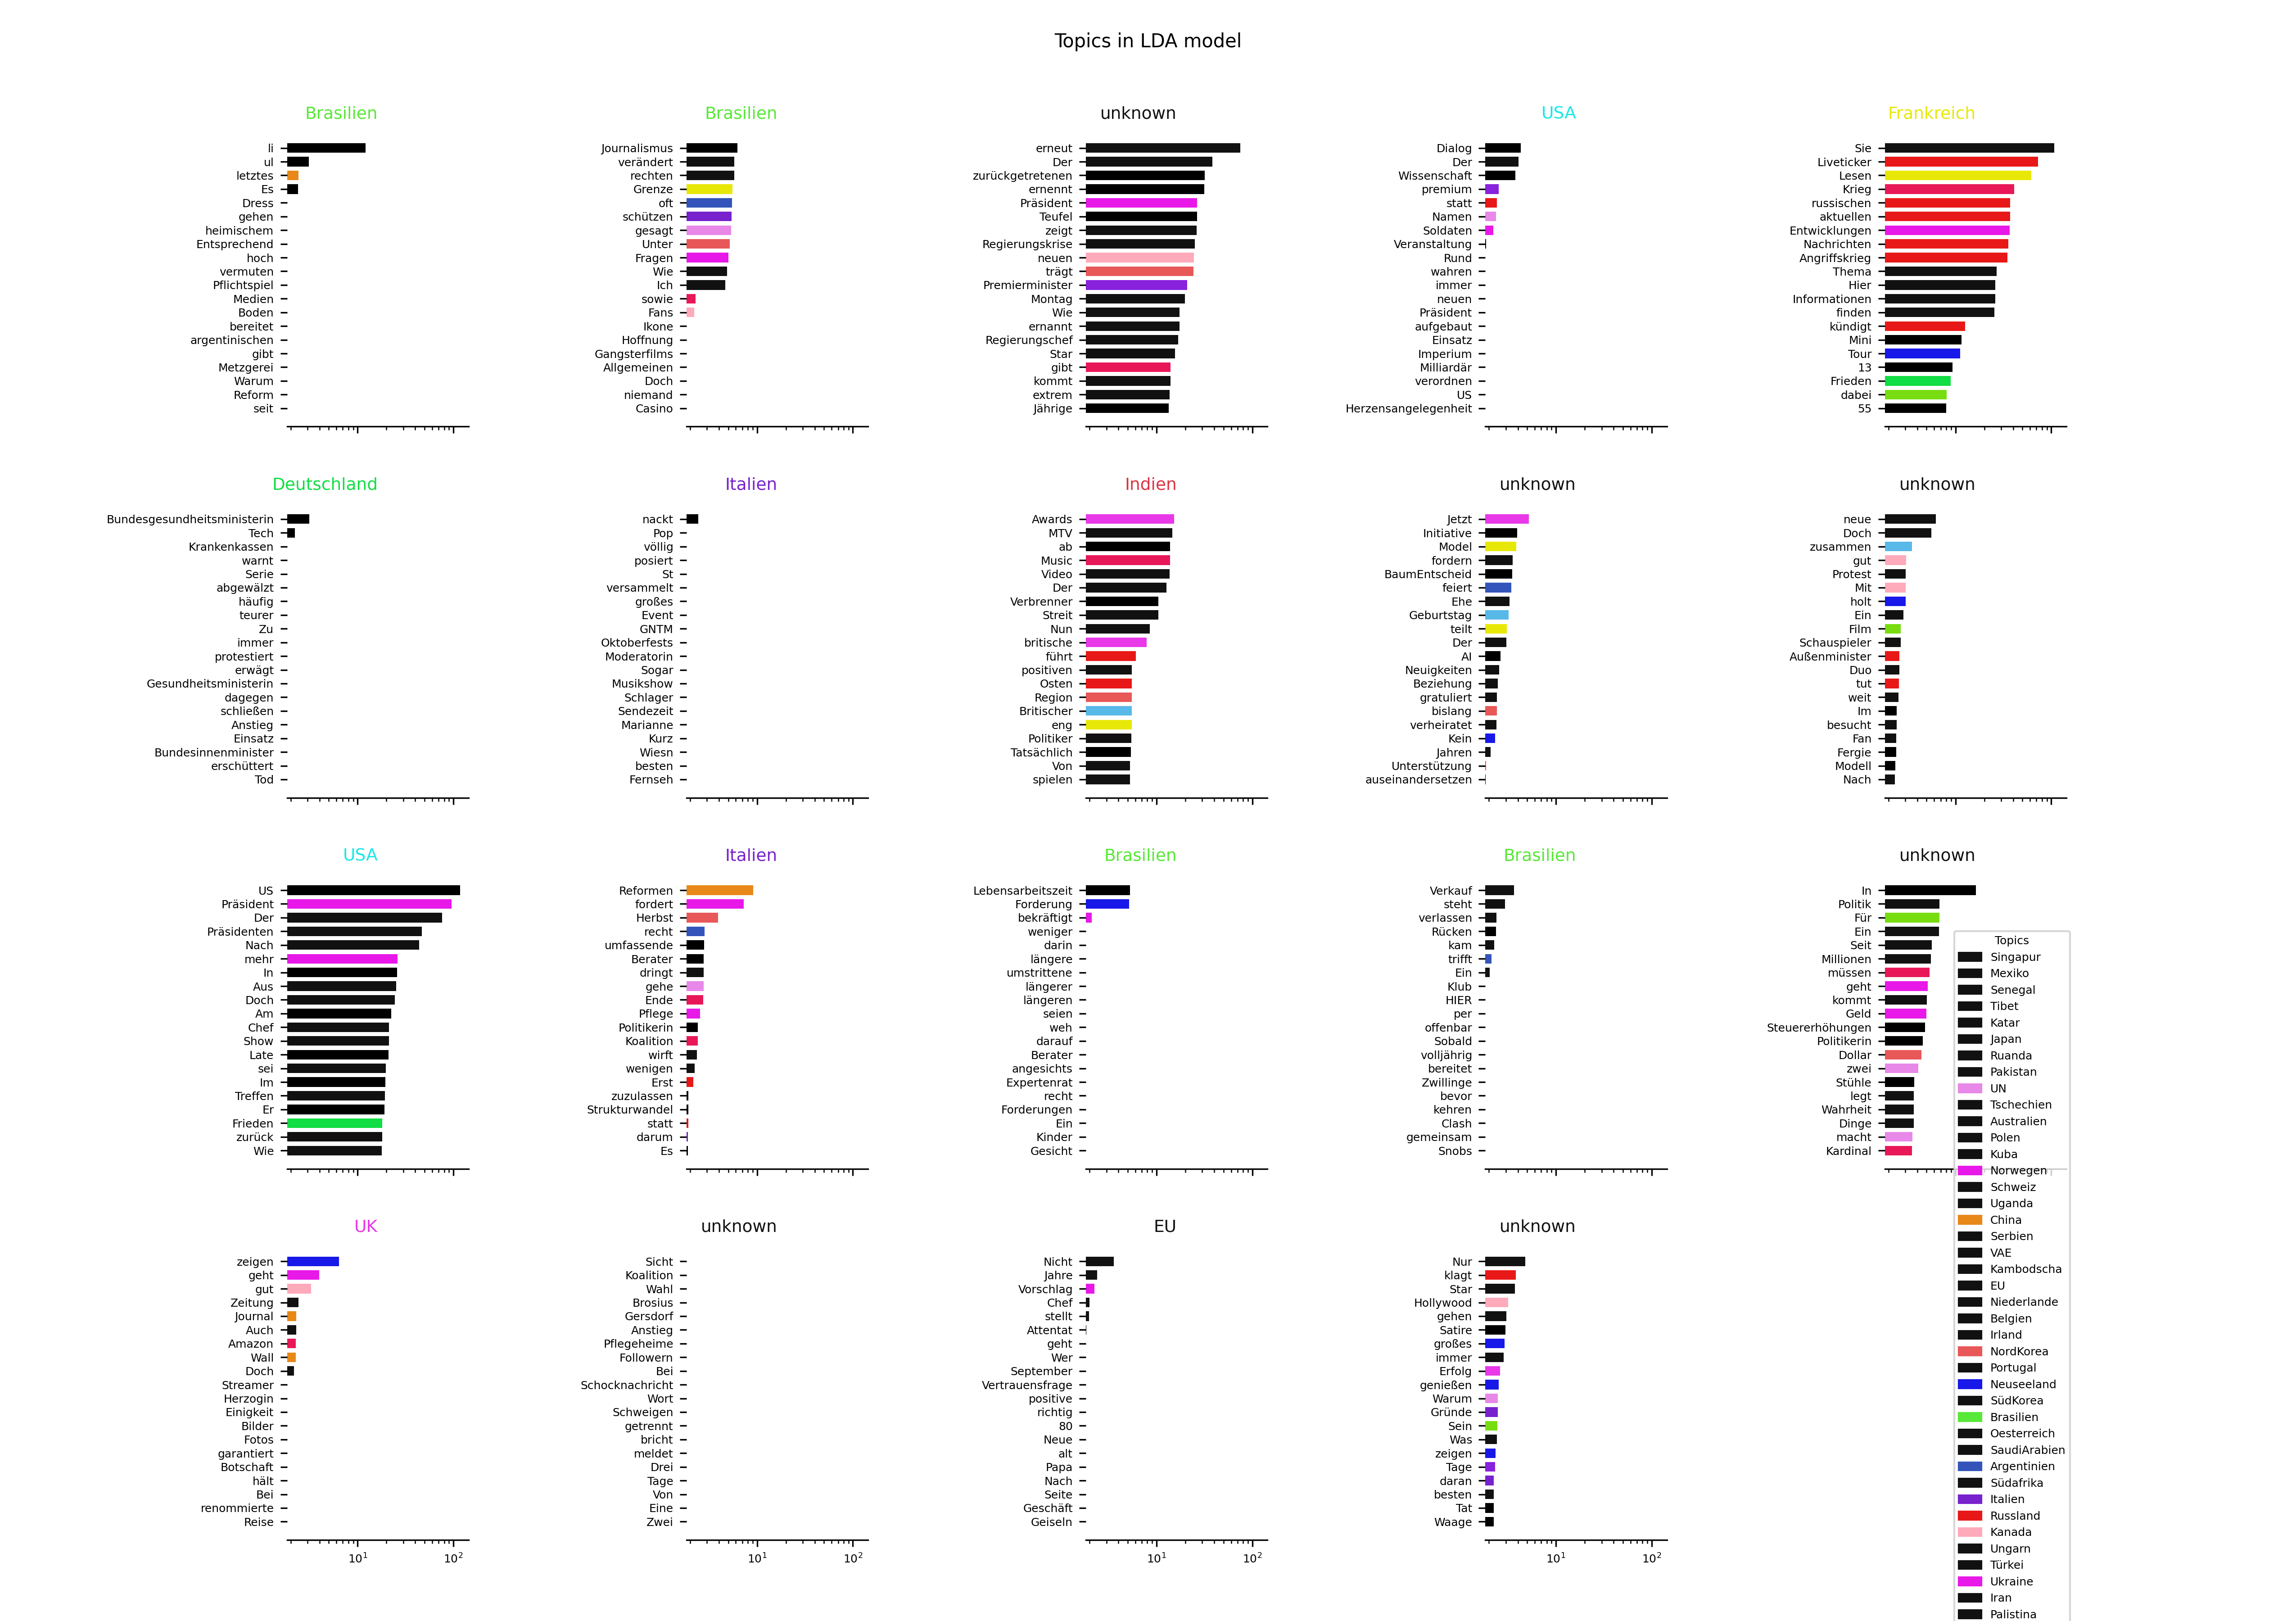 Topics in LDA model
Brasilien
li
ul
letztes
Es
Dress
gehen
heimischem
Entsprechend
hoch
vermuten
Pflichtspiel
Medien
Boden
bereitet
argentinischen
gibt
Metzgerei
Warum
Reform
seit
Brasilien
Journalismus
verändert
rechten
Grenze
oft
schützen
gesagt
Unter
Fragen
Wie
Ich
sowie
Fans
Ikone
Hoffnung
Gangsterfilms
Allgemeinen
Doch
niemand
Casino
unknown
erneut
Der
zurückgetretenen
ernennt
Präsident
Teufel
zeigt
Regierungskrise
neuen
trägt
Premierminister
Montag
Wie
ernannt
Regierungschef
Star
gibt
kommt
extrem
Jährige
USA
Dialog
Der
Wissenschaft
premium
statt
Namen
Soldaten
Veranstaltung
Rund
wahren
immer
neuen
Präsident
aufgebaut
Einsatz
Imperium
Milliardär
verordnen
US
Herzensangelegenheit
Frankreich
Sie
Liveticker
Lesen
Krieg
russischen
aktuellen
Entwicklungen
Nachrichten
Angriffskrieg
Thema
Hier
Informationen
finden
kündigt
Mini
Tour
13
Frieden
dabei
55
Deutschland
Bundesgesundheitsministerin
Tech
Krankenkassen
warnt
Serie
abgewälzt
häufig
teurer
Zu
immer
protestiert
erwägt
Gesundheitsministerin
dagegen
schließen
Anstieg
Einsatz
Bundesinnenminister
erschüttert
Tod
Italien
nackt
Pop
völlig
posiert
St
versammelt
großes
Event
GNTM
Oktoberfests
Moderatorin
Sogar
Musikshow
Schlager
Sendezeit
Marianne
Kurz
Wiesn
besten
Fernseh
Indien
Awards
MTV
ab
Music
Video
Der
Verbrenner
Streit
Nun
britische
führt
positiven
Osten
Region
Britischer
eng
Politiker
Tatsächlich
Von
spielen
unknown
Jetzt
Initiative
Model
fordern
BaumEntscheid
feiert
Ehe
Geburtstag
teilt
Der
AI
Neuigkeiten
Beziehung
gratuliert
bislang
verheiratet
Kein
Jahren
Unterstützung
auseinandersetzen
unknown
neue
Doch
zusammen
gut
Protest
Mit
holt
Ein
Film
Schauspieler
Außenminister
Duo
tut
weit
Im
besucht
Fan
Fergie
Modell
Nach
USA
US
Präsident
Der
Präsidenten
Nach
mehr
In
Aus
Doch
Am
Chef
Show
Late
sei
Im
Treffen
Er
Frieden
zurück
Wie
Italien
Reformen
fordert
Herbst
recht
umfassende
Berater
dringt
gehe
Ende
Pflege
Politikerin
Koalition
wirft
wenigen
Erst
zuzulassen
Strukturwandel
statt
darum
Es
Brasilien
Lebensarbeitszeit
Forderung
bekräftigt
weniger
darin
längere
umstrittene
längerer
längeren
seien
weh
darauf
Berater
angesichts
Expertenrat
recht
Forderungen
Ein
Kinder
Gesicht
Brasilien
Verkauf
steht
verlassen
Rücken
kam
trifft
Ein
Klub
HIER
per
offenbar
Sobald
volljährig
bereitet
Zwillinge
bevor
kehren
Clash
gemeinsam
Snobs
unknown
In
Politik
Für
Ein
Seit
Millionen
müssen
geht
kommt
Geld
Steuererhöhungen
Politikerin
Dollar
zwei
Stühle
legt
Wahrheit
Dinge
macht
Kardinal
UK
zeigen
geht
gut
Zeitung
Journal
Auch
Amazon
Wall
Doch
Streamer
Herzogin
Einigkeit
Bilder
Fotos
garantiert
Botschaft
hält
Bei
renommierte
Reise
10¹ 10²
unknown
Sicht
Koalition
Wahl
Brosius
Gersdorf
Anstieg
Pflegeheime
Followern
Bei
Schocknachricht
Wort
Schweigen
getrennt
bricht
meldet
Drei
Tage
Von
Eine
Zwei
10¹ 10²
EU
Nicht
Jahre
Vorschlag
Chef
stellt
Attentat
geht
Wer
September
Vertrauensfrage
positive
richtig
80
Neue
alt
Papa
Nach
Seite
Geschäft
Geiseln
10¹ 10²
unknown
Nur
klagt
Star
Hollywood
gehen
Satire
großes
immer
Erfolg
genießen
Warum
Gründe
Sein
Was
zeigen
Tage
daran
besten
Tat
Waage
10¹ 10²
Topics
Singapur
Mexiko
Senegal
Tibet
Katar
Japan
Ruanda
Pakistan
UN
Tschechien
Australien
Polen
Kuba
Norwegen
Schweiz
Uganda
China
Serbien
VAE
Kambodscha
EU
Niederlande
Belgien
Irland
NordKorea
Portugal
Neuseeland
SüdKorea
Brasilien
Oesterreich
SaudiArabien
Argentinien
Südafrika
Italien
Russland
Kanada
Ungarn
Türkei
Ukraine
Iran
Palistina